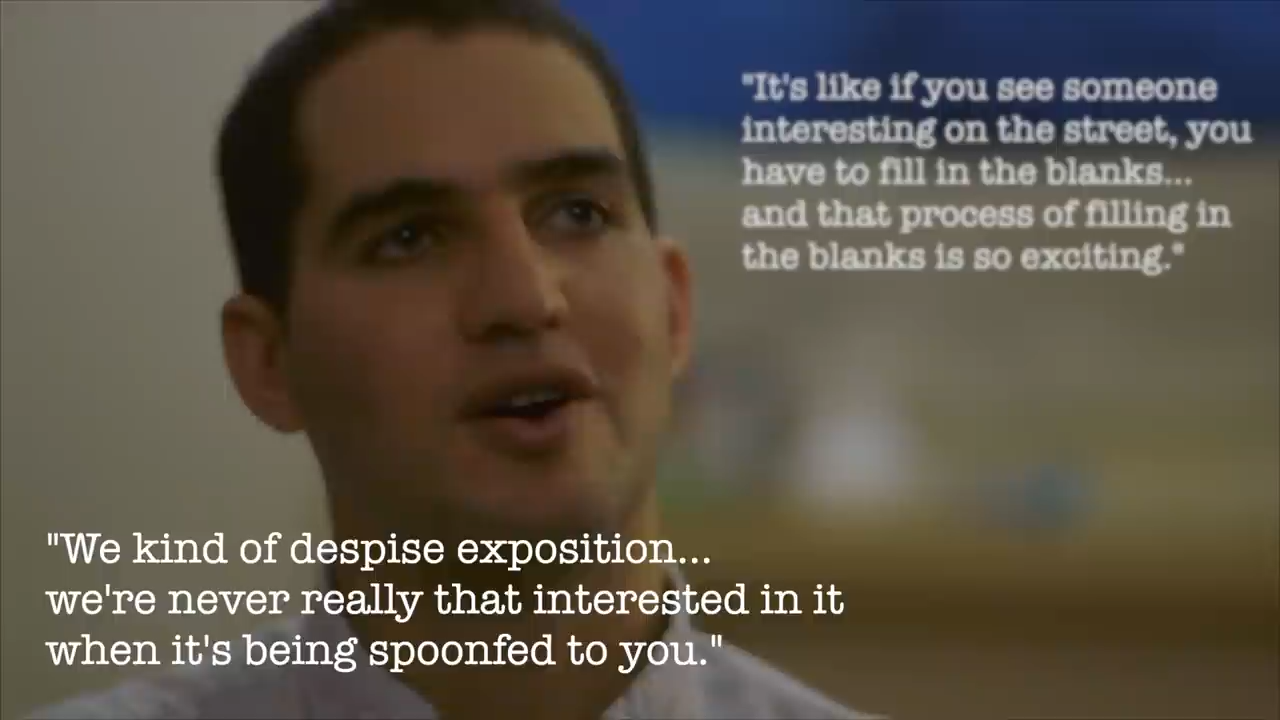 "It's like if you see someone
interesting on the street, you
have to fill in the blanks...
and that process of filling in
the blanks is so exciting."
"We kind of despise exposition...
we're never really that interested in it
when it's being spoonfed to you."